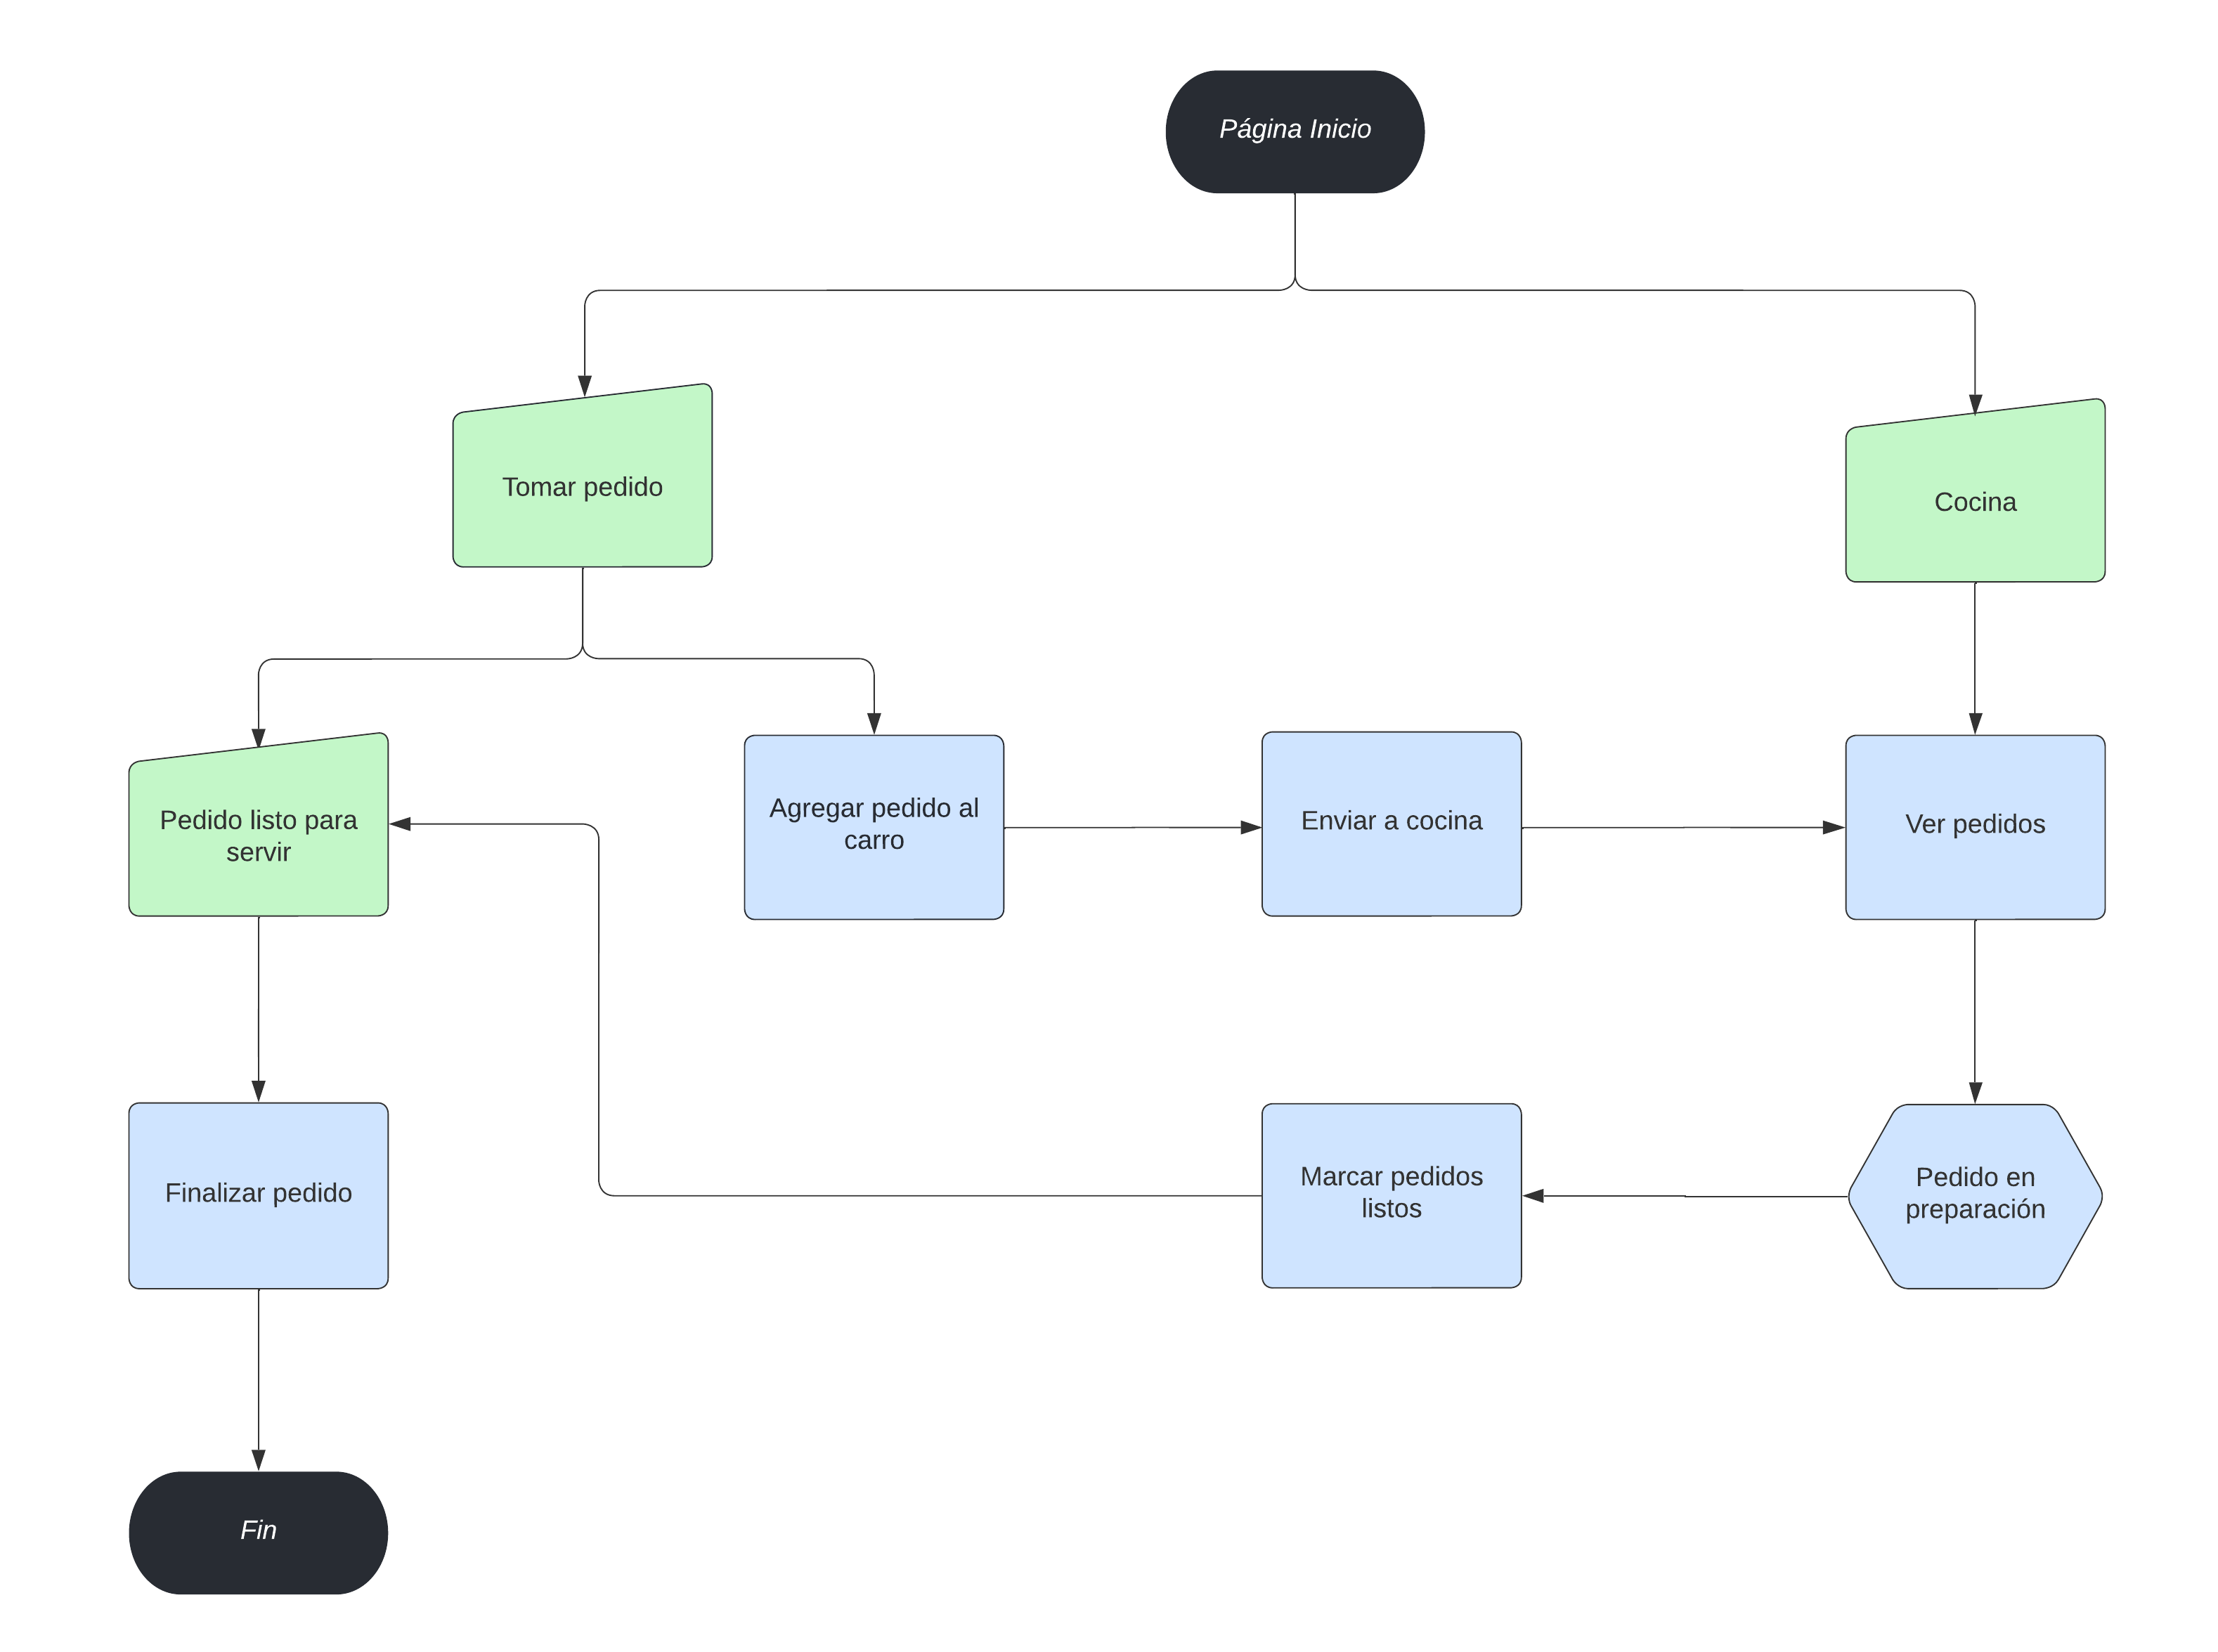 Página Inicio
Tomar pedido
Cocina
Pedido listo para
servir
Agregar pedido al
carro
Enviar a cocina
Ver pedidos
Finalizar pedido
Marcar pedidos
listos
Pedido en
preparación
Fin